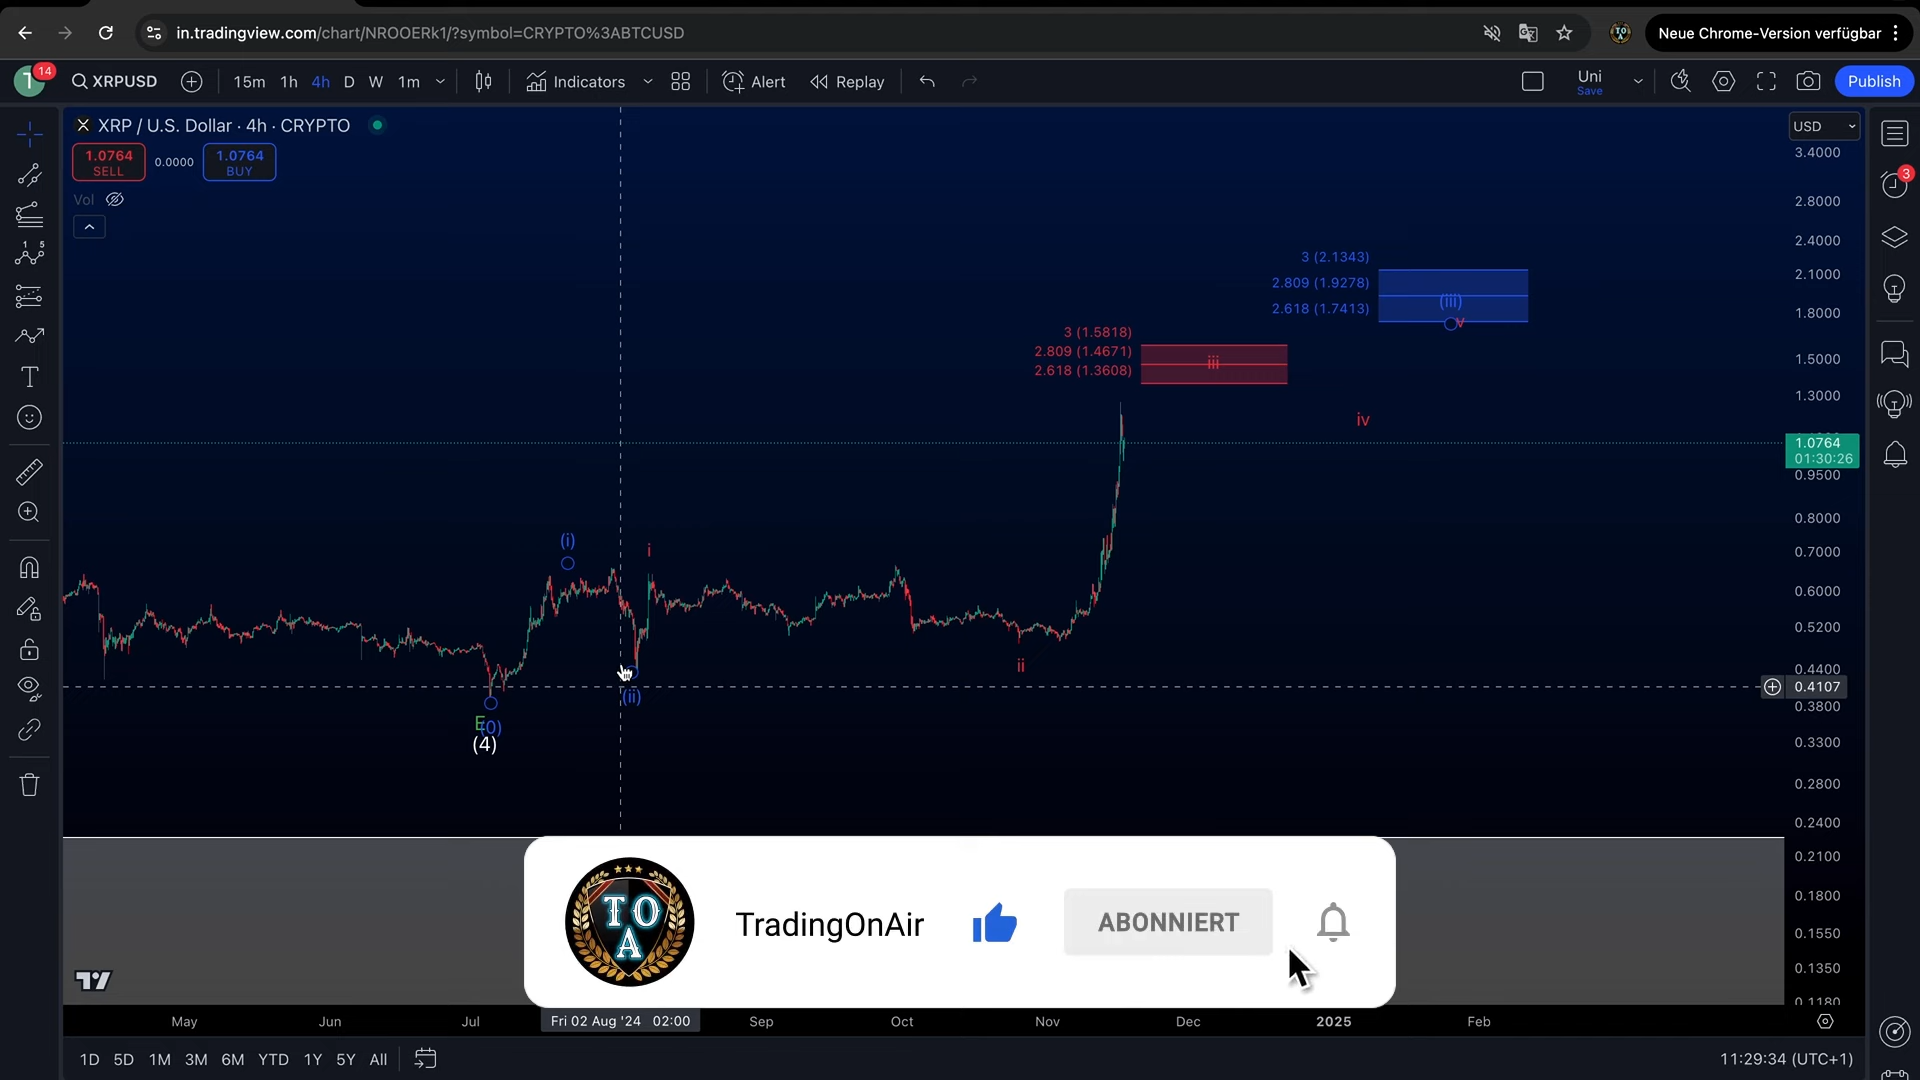 in.tradingview.com/chart/NROOERk1/?symbol=CRYPTO%3ABTCUSD
Neue Chrome-Version verfügbar
T
14
XRPUSD
15m 1h 4h D W 1m
Indicators
Alert
Replay
Uni
Save
Publish
XRP / U.S. Dollar · 4h · CRYPTO
USD
1.0764
SELL
0.0000
1.0764
BUY
Vol
3
3.4000
2.8000
2.4000
2.1000
1.8000
1.5000
1.3000
1.0764
01:30:26
0.9500
0.8000
0.7000
0.6000
0.5200
0.4400
0.4107
0.3800
0.3300
0.2800
0.2400
0.2100
0.1800
0.1550
0.1350
0.1180
3 (2.1343)
2.809 (1.9278)
2.618 (1.7413)
(iii)
v
3 (1.5818)
2.809 (1.4671)
2.618 (1.3608)
iii
iv
(i)
i
ii
(ii)
E
(0)
(4)
1 5
T
TO
A
TradingOnAir
ABONNIERT
May Jun Jul Fri 02 Aug '24 02:00 Sep Oct Nov Dec 2025 Feb
1D 5D 1M 3M 6M YTD 1Y 5Y All
11:29:34 (UTC+1)